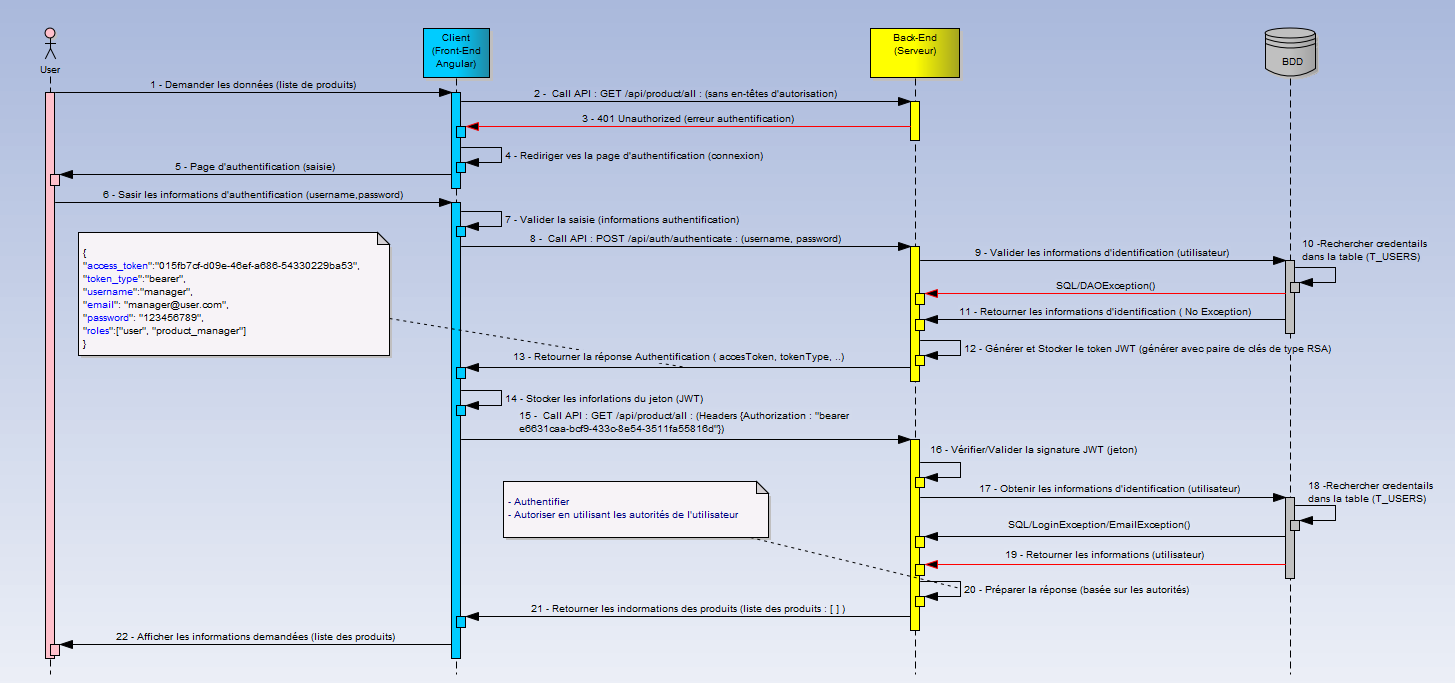 User
Client
(Front-End
Angular)
Back-End
(Serveur)
BDD
1 - Demander les données (liste de produits)
2 - Call API : GET /api/product/all : (sans en-têtes d'autorisation)
3 - 401 Unauthorized (erreur authentification)
4 - Rediriger ves la page d'authentification (connexion)
5 - Page d'authentification (saisie)
6 - Sasir les informations d'authentification (username,password)
7 - Valider la saisie (informations authentification)
8 - Call API : POST /api/auth/authenticate : (username, password)
9 - Valider les informations d'identification (utilisateur)
10 -Rechercher credentails
dans la table (T_USERS)
{
"access_token":"015fb7cf-d09e-46ef-a686-54330229ba53",
"token_type":"bearer",
"username":"manager",
"email": "manager@user.com",
"password": "123456789",
"roles":["user", "product_manager"]
}
SQL/DAOException()
11 - Retourner les informations d'identification ( No Exception)
12 - Générer et Stocker le token JWT (générer avec paire de clés de type RSA)
13 - Retourner la réponse Authentification ( accesToken, tokenType, ..)
14 - Stocker les inforlations du jeton (JWT)
15 - Call API : GET /api/product/all : (Headers {Authorization : "bearer
e6631caa-bcf9-433c-8e54-3511fa55816d"})
16 - Vérifier/Valider la signature JWT (jeton)
17 - Obtenir les informations d'identification (utilisateur)
18 -Rechercher credentails
dans la table (T_USERS)
- Authentifier
- Autoriser en utilisant les autorités de l'utilisateur
SQL/LoginException/EmailException()
19 - Retourner les informations (utilisateur)
20 - Préparer la réponse (basée sur les autorités)
21 - Retourner les indormations des produits (liste des produits : [ ] )
22 - Afficher les informations demandées (liste des produits)